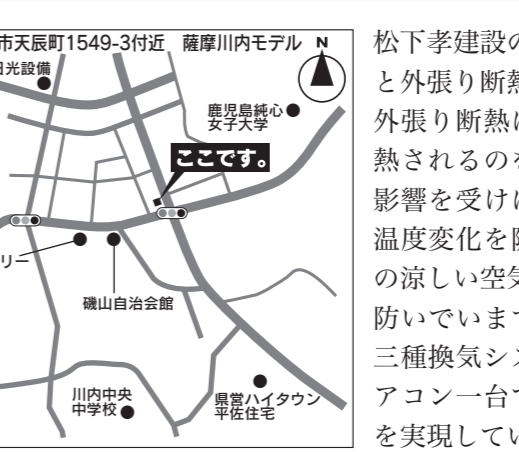 市天辰町1549-3付近 薩摩川内モデル
N
日光設備
鹿児島純心
女子大学
ここです。
リー
磯山自治会館
川内中央
中学校
県営ハイタウン
平佐住宅
松下孝建設の
と外張り断熱
外張り断熱は
熱されるのを
影響を受けに
温度変化を防
の涼しい空気
防いでいます
三種換気シス
アコン一台で
を実現してい